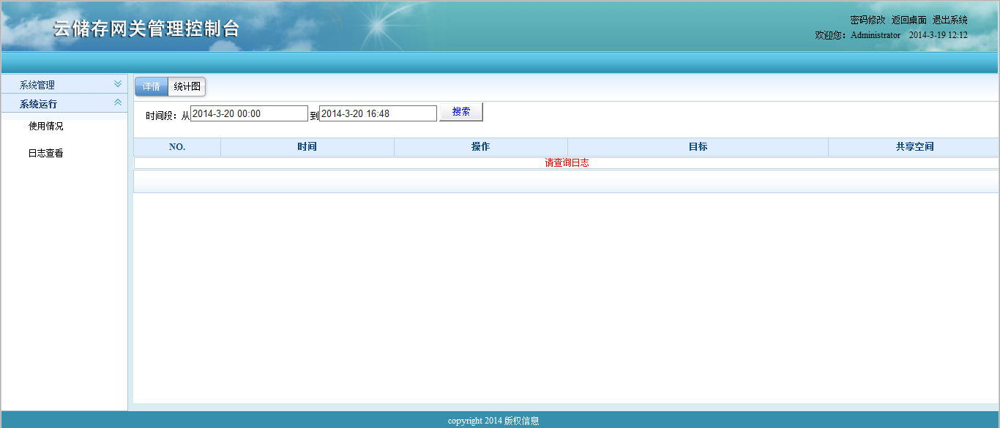 云储存网关管理控制台
密码修改 返回桌面 退出系统
欢迎您：Administrator 2014-3-19 12:12
系统管理
系统运行
使用情况
日志查看
详情 统计图
时间段：从 2014-3-20 00:00 到 2014-3-20 16:48 搜索
NO. 时间 操作 目标 共享空间
请查询日志
copyright 2014 版权信息